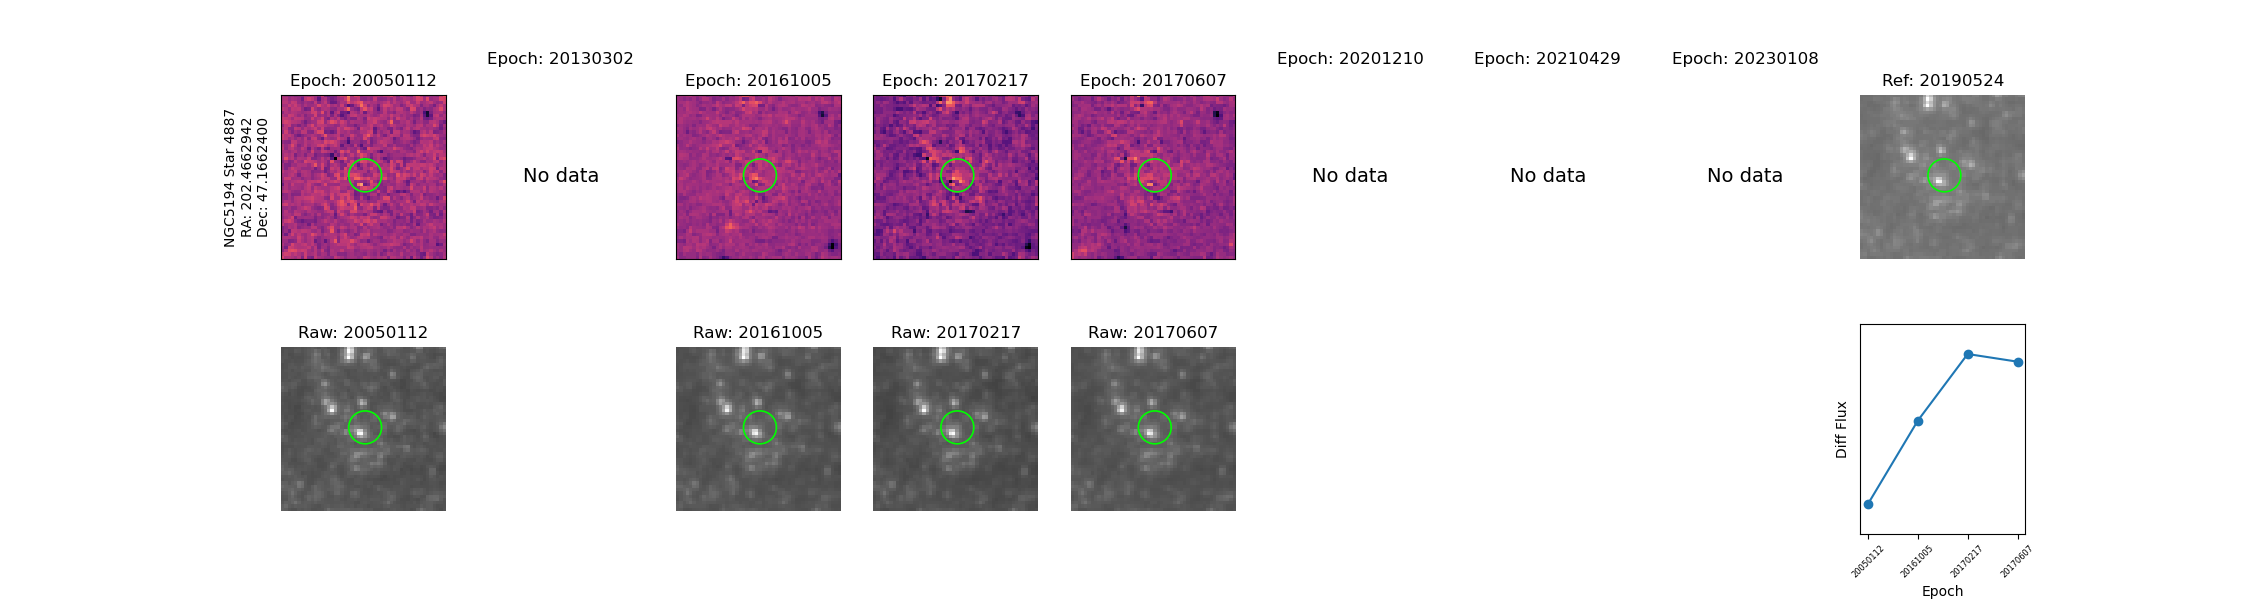 NGC5194 Star 4887
RA: 202.4662942
Dec: 47.1662400
Epoch: 20050112
Epoch: 20130302
No data
Epoch: 20161005
Epoch: 20170217
Epoch: 20170607
Epoch: 20201210
No data
Epoch: 20210429
No data
Epoch: 20230108
No data
Ref: 20190524
Raw: 20050112
Raw: 20161005
Raw: 20170217
Raw: 20170607
Diff Flux
20050112
20161005
20170217
20170607
Epoch